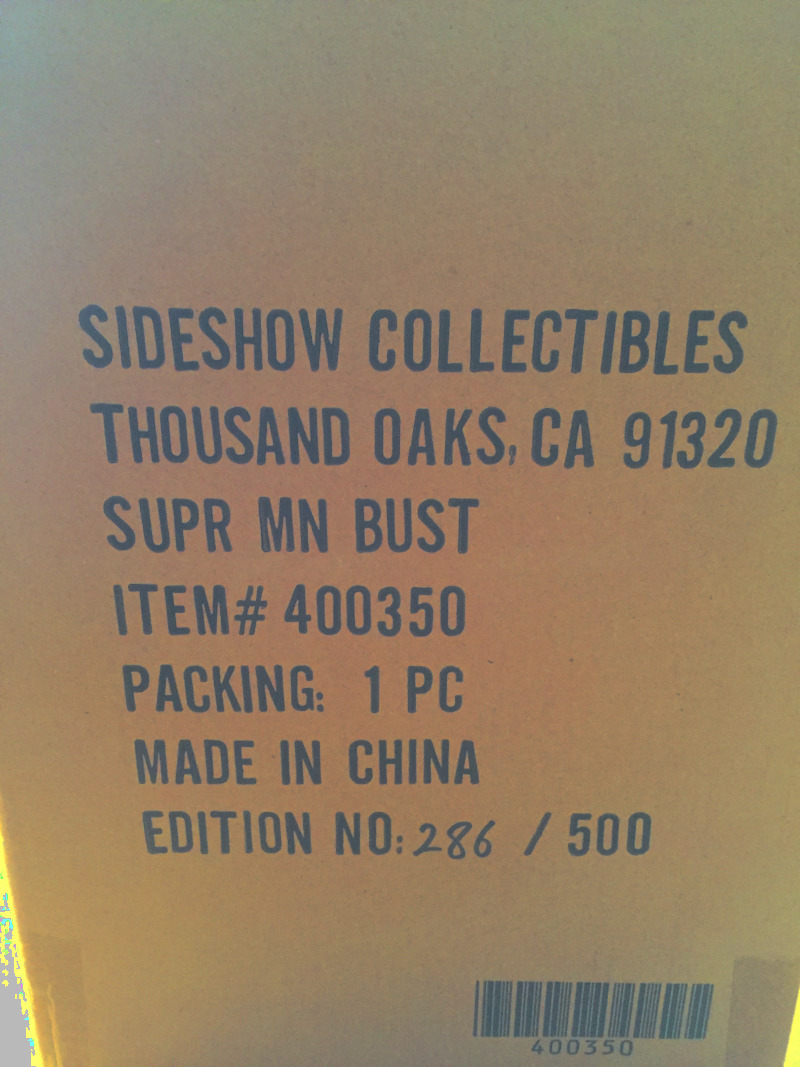 SIDESHOW COLLECTIBLES
THOUSAND OAKS, CA 91320
SUPR MN BUST
ITEM# 400350
PACKING: 1 PC
MADE IN CHINA
EDITION NO: 286 / 500
400350